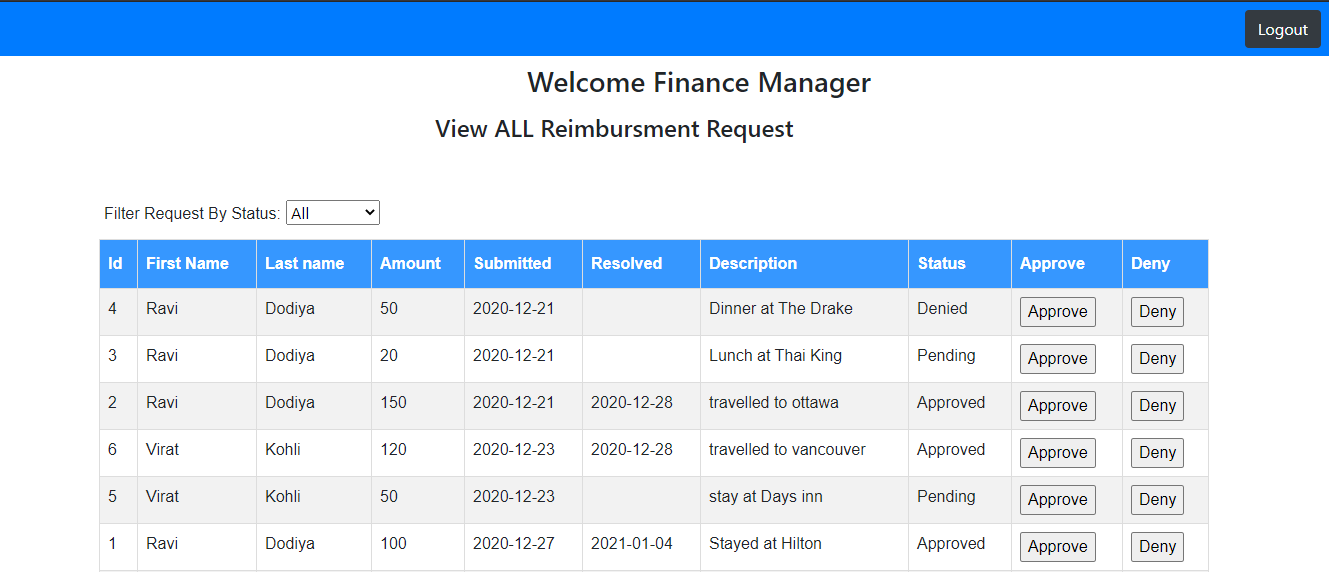 Logout
Welcome Finance Manager
View ALL Reimbursment Request
Filter Request By Status: All
Id First Name Last name Amount Submitted Resolved Description Status Approve Deny
4 Ravi Dodiya 50 2020-12-21 Dinner at The Drake Denied Approve Deny
3 Ravi Dodiya 20 2020-12-21 Lunch at Thai King Pending Approve Deny
2 Ravi Dodiya 150 2020-12-21 2020-12-28 travelled to ottawa Approved Approve Deny
6 Virat Kohli 120 2020-12-23 2020-12-28 travelled to vancouver Approved Approve Deny
5 Virat Kohli 50 2020-12-23 stay at Days inn Pending Approve Deny
1 Ravi Dodiya 100 2020-12-27 2021-01-04 Stayed at Hilton Approved Approve Deny